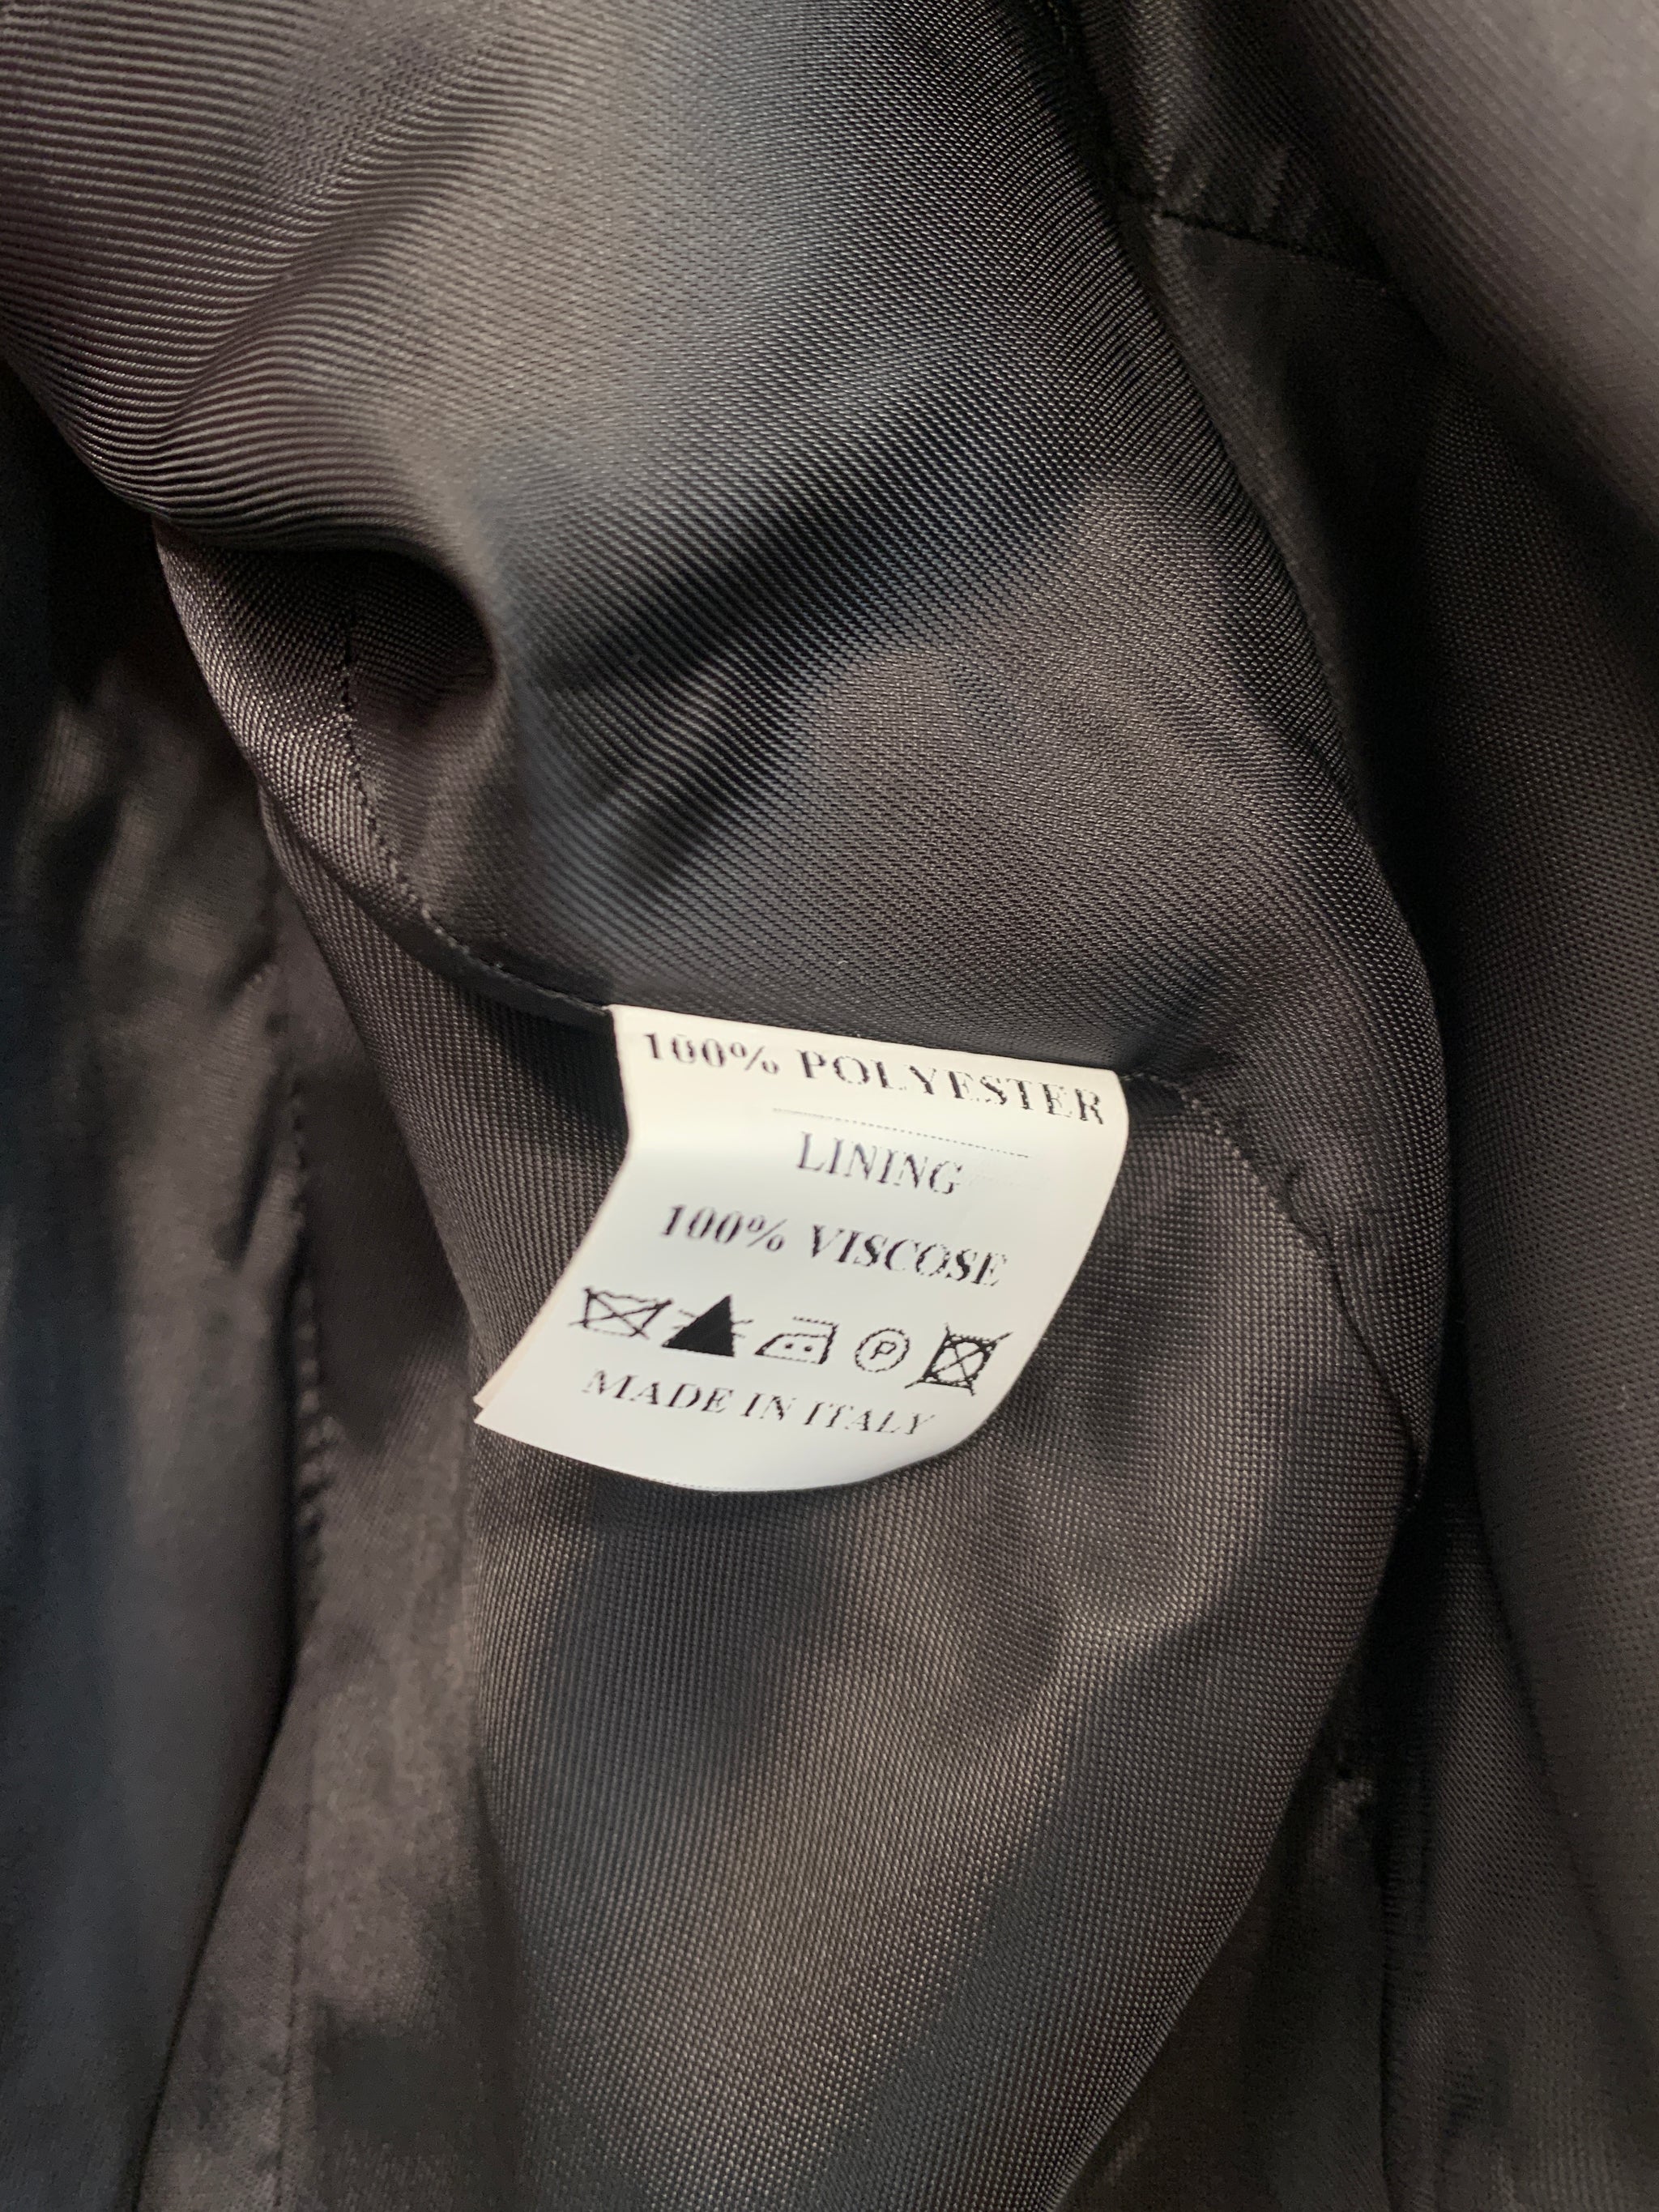 100% POLYESTER
LINING
100% VISCOSE
P
MADE IN ITALY